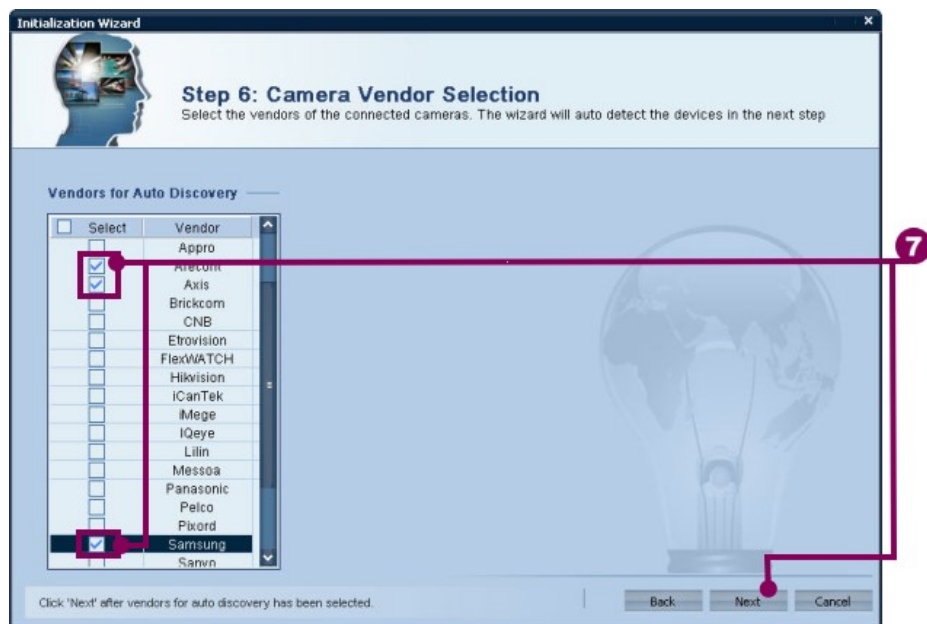 Initialization Wizard
Step 6: Camera Vendor Selection
Select the vendors of the connected cameras. The wizard will auto detect the devices in the next step
Vendors for Auto Discovery
Select Vendor
Appro
Arecont
Axis
Brickcom
CNB
Etrovision
FlexWATCH
Hikvision
iCanTek
iMege
IQeye
Lilin
Messoa
Panasonic
Pelco
Pixord
Samsung
Sanyo
7
Click 'Next' after vendors for auto discovery has been selected.
Back Next Cancel